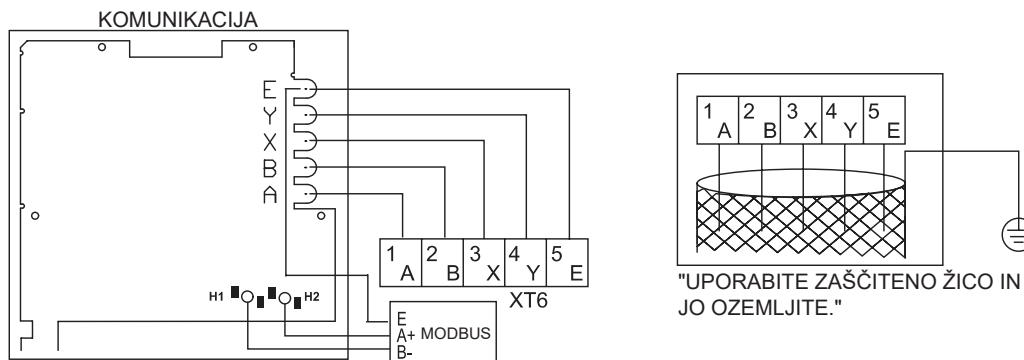 KOMUNIKACIJA
E
Y
X
B
A
1 A 2 B 3 X 4 Y 5 E
XT6
H1 H2
E
A+ MODBUS
B-
1 A 2 B 3 X 4 Y 5 E
"UPORABITE ZAŠČITENO ŽICO IN
JO OZEMLJITE."